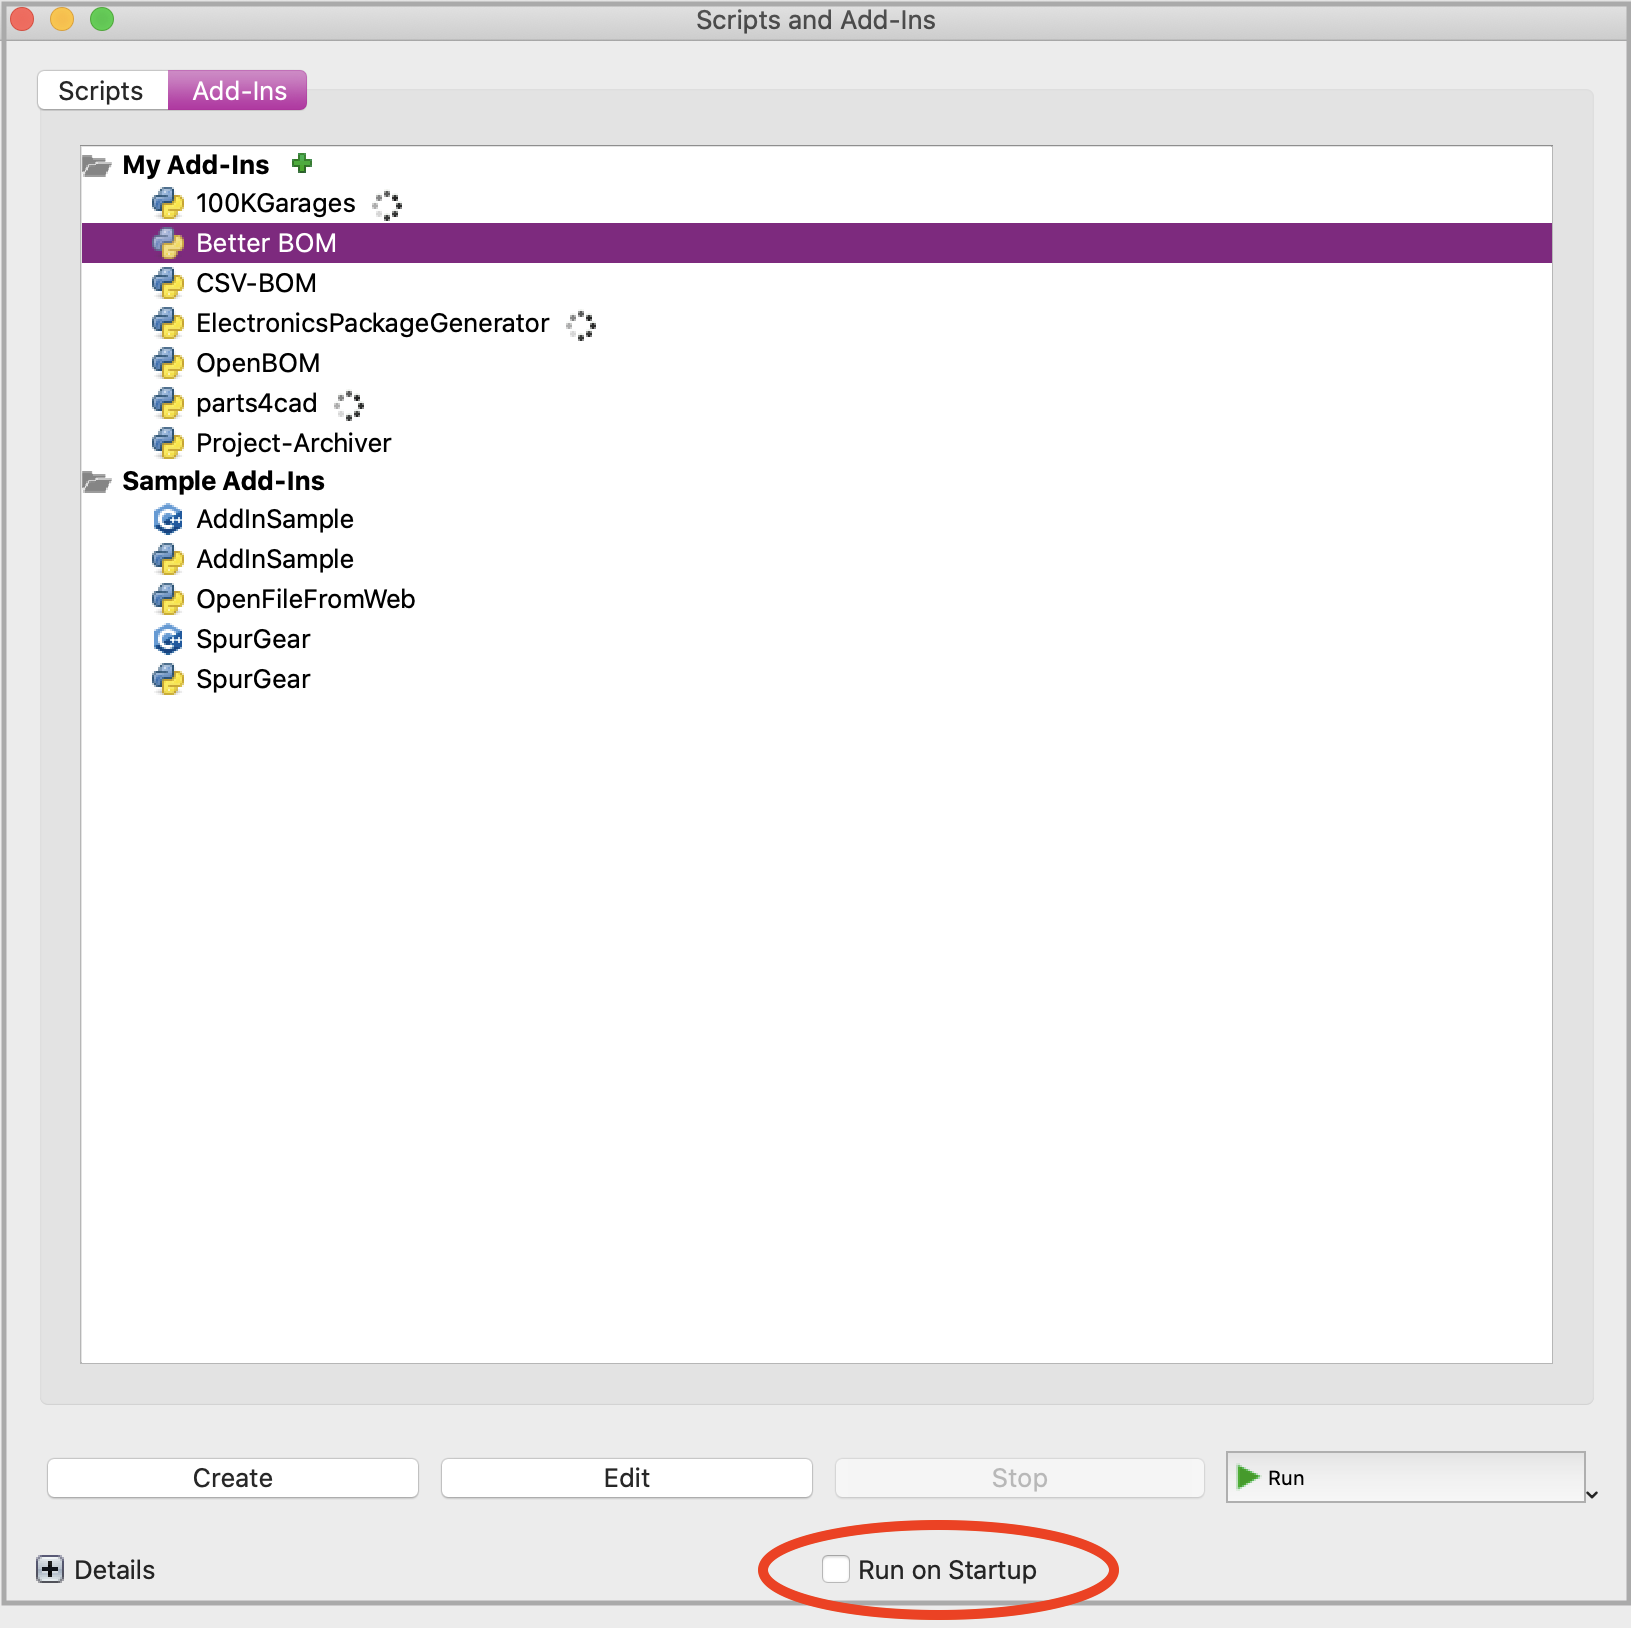 Scripts and Add-Ins
Scripts Add-Ins
My Add-Ins
100KGarages
Better BOM
CSV-BOM
ElectronicsPackageGenerator
OpenBOM
parts4cad
Project-Archiver
Sample Add-Ins
AddInSample
AddInSample
OpenFileFromWeb
SpurGear
SpurGear
Create Edit Stop Run
Details Run on Startup